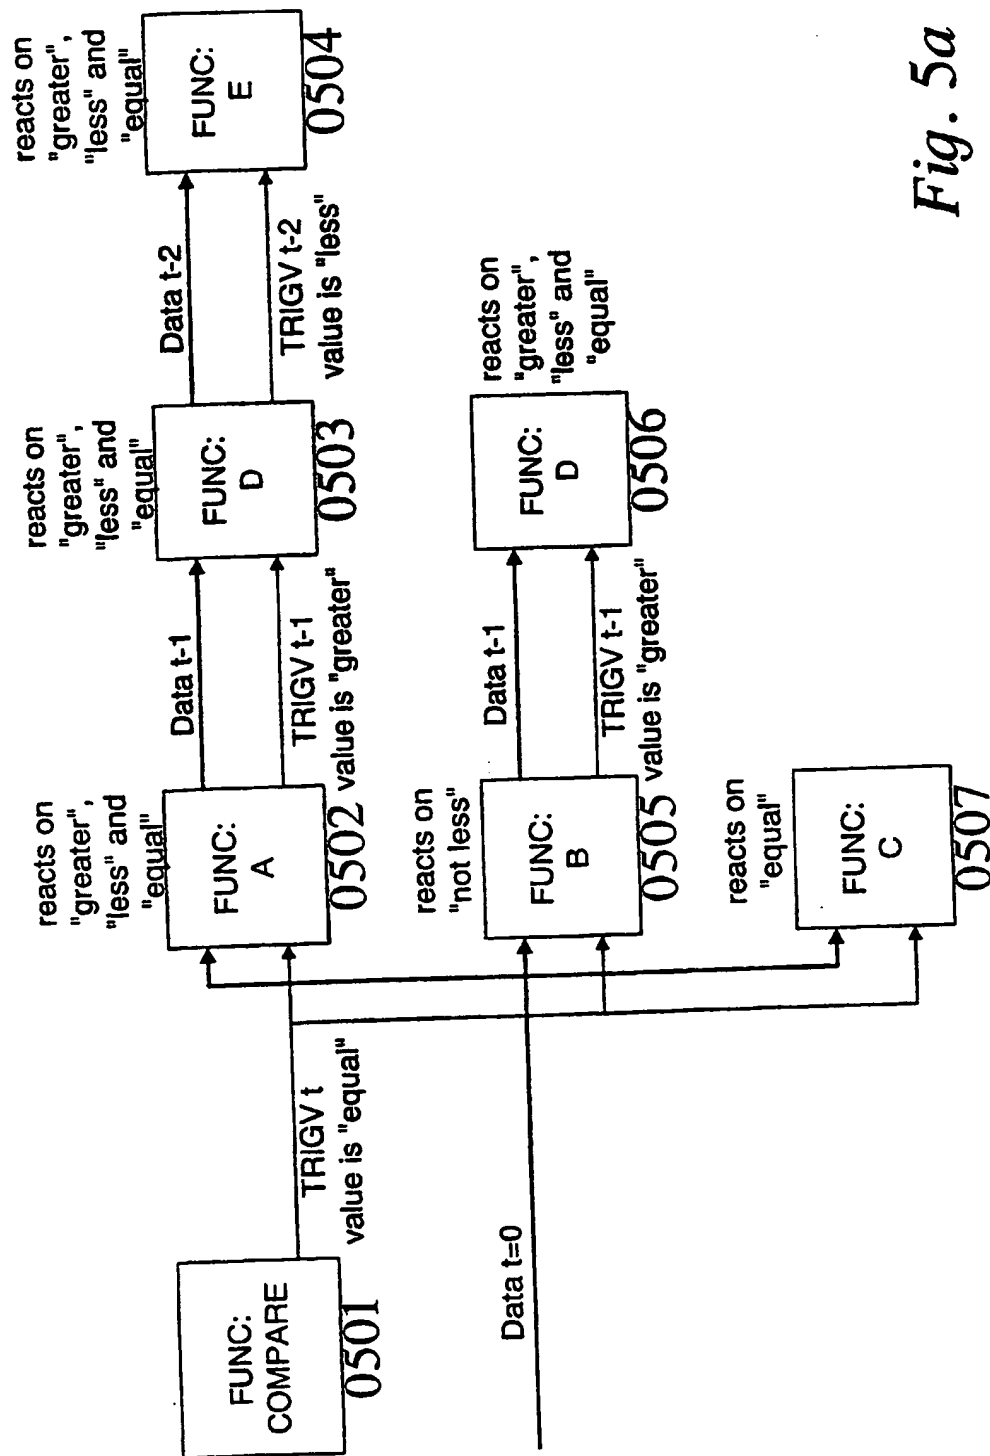 FUNC:
COMPARE
0501
TRIGV t
value is "equal"
Data t=0
reacts on
"greater",
"less" and
"equal"
FUNC:
A
0502
Data t-1
TRIGV t-1
value is "greater"
reacts on
"greater",
"less" and
"equal"
FUNC:
D
0503
Data t-2
TRIGV t-2
value is "less"
reacts on
"greater",
"less" and
"equal"
FUNC:
E
0504
reacts on
"not less"
FUNC:
B
0505
Data t-1
TRIGV t-1
value is "greater"
reacts on
"greater",
"less" and
"equal"
FUNC:
D
0506
reacts on
"equal"
FUNC:
C
0507
Fig. 5a